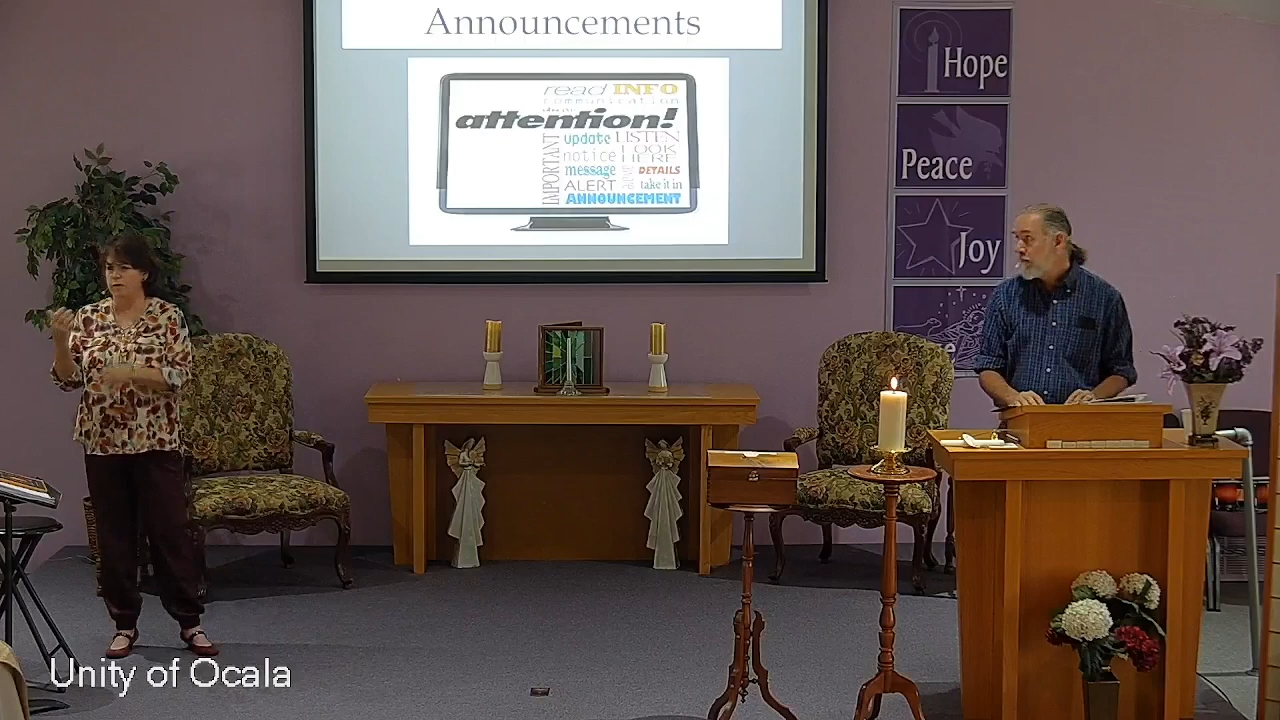 Announcements
read INFO
communication
attention!
IMPORTANT
update LISTEN
notice LOOK
HERE
message DETAILS
ALERT take it in
ANNOUNCEMENT
Hope
Peace
Joy
Unity of Ocala